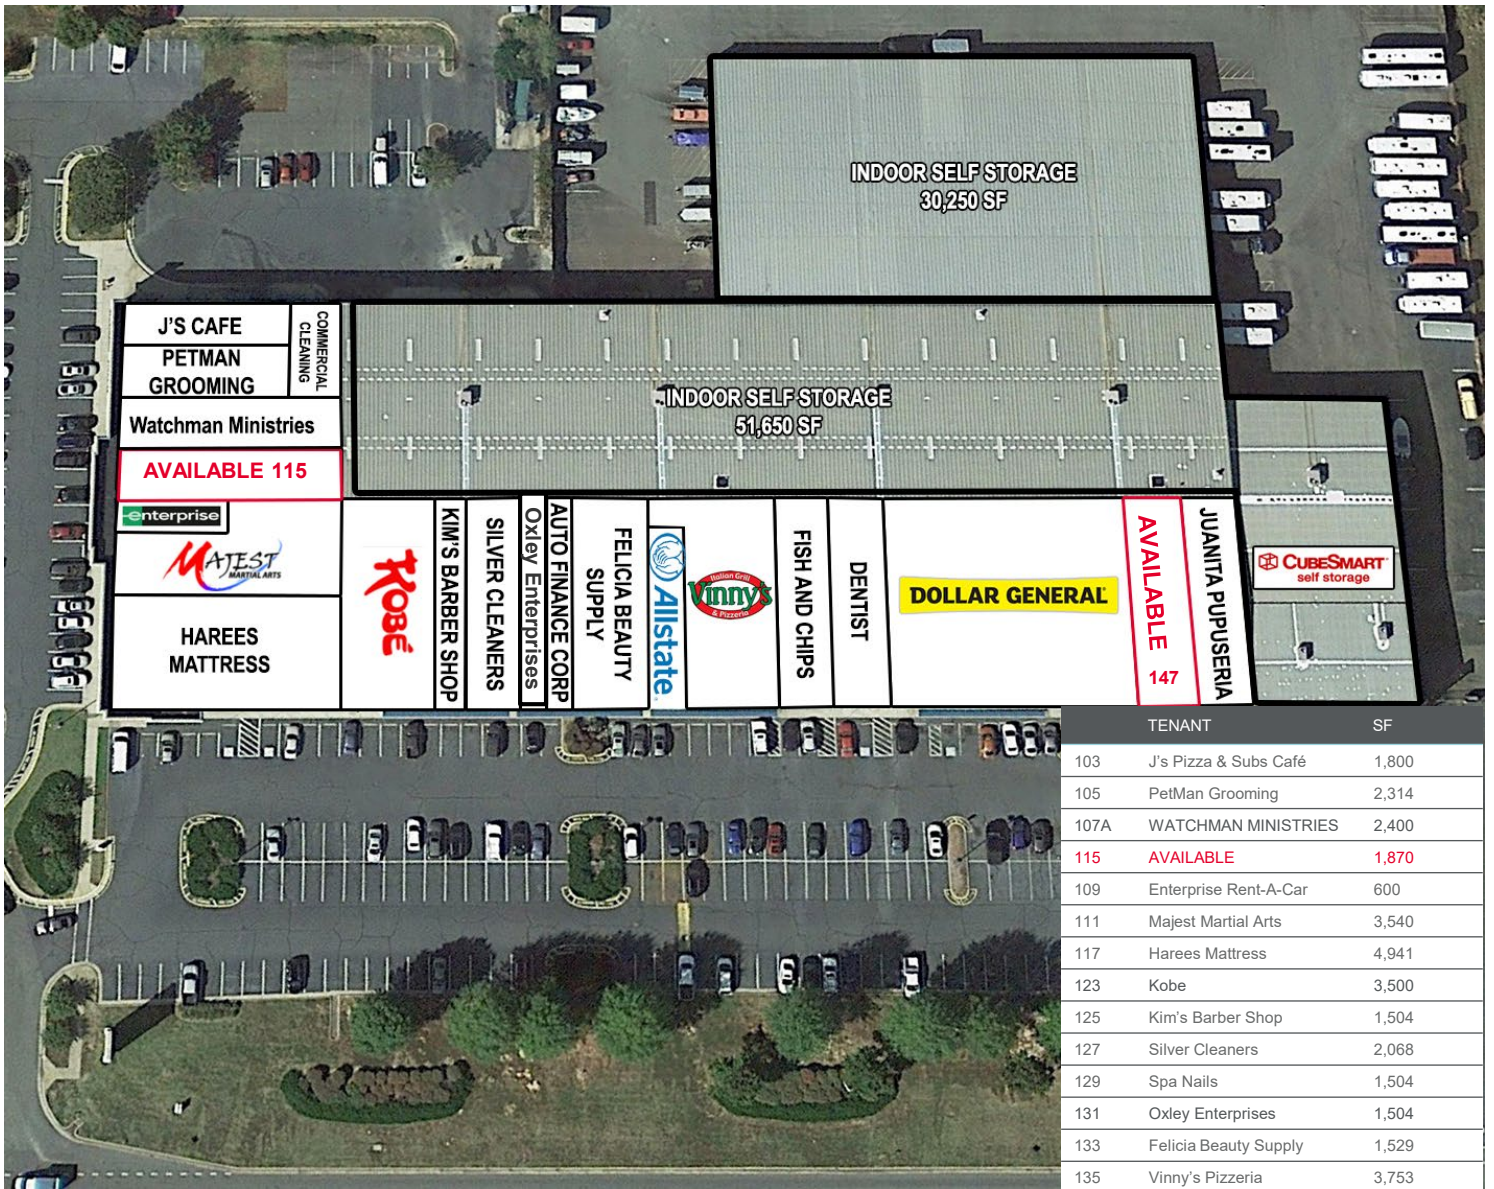 INDOOR SELF STORAGE
30,250 SF
J'S CAFE
COMMERCIAL
CLEANING
PETMAN
GROOMING
Watchman Ministries
INDOOR SELF STORAGE
51,650 SF
AVAILABLE 115
enterprise
MAJEST
MARTIAL ARTS
HAREES
MATTRESS
KOBE
KIM'S BARBER SHOP
SILVER CLEANERS
Oxley Enterprises
AUTO FINANCE CORP
FELICIA BEAUTY
SUPPLY
Allstate.
Italian Grill
Vinny's
& Pizzeria
FISH AND CHIPS
DENTIST
DOLLAR GENERAL
AVAILABLE
147
JUANITA PUPUSERIA
CUBESMART
self storage
TENANT SF
103 J's Pizza & Subs Café 1,800
105 PetMan Grooming 2,314
107A WATCHMAN MINISTRIES 2,400
115 AVAILABLE 1,870
109 Enterprise Rent-A-Car 600
111 Majest Martial Arts 3,540
117 Harees Mattress 4,941
123 Kobe 3,500
125 Kim's Barber Shop 1,504
127 Silver Cleaners 2,068
129 Spa Nails 1,504
131 Oxley Enterprises 1,504
133 Felicia Beauty Supply 1,529
135 Vinny's Pizzeria 3,753